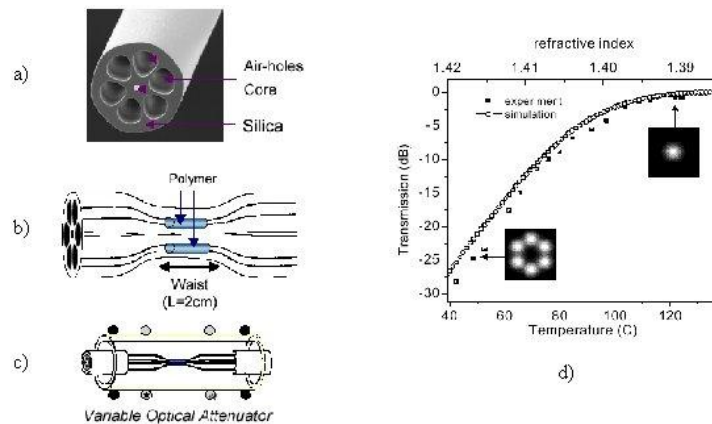 a)
Air-holes
Core
Silica
b)
Polymer
Waist
(L=2cm)
c)
Variable Optical Attenuator
refractive index
1.42
1.41
1.40
1.39
0
-5
-10
-15
-20
-25
-30
Transmission (dB)
experiment
simulation
40
60
80
100
120
Temperature (C)
d)